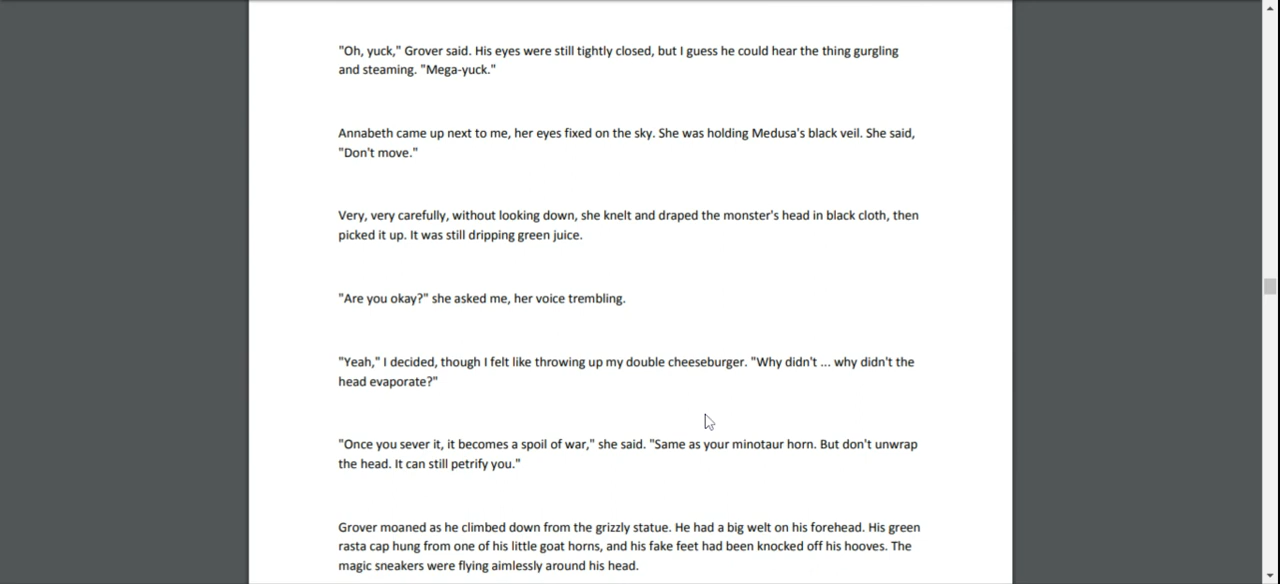 "Oh, yuck," Grover said. His eyes were still tightly closed, but I guess he could hear the thing gurgling
and steaming. "Mega-yuck."
Annabeth came up next to me, her eyes fixed on the sky. She was holding Medusa's black veil. She said,
"Don't move."
Very, very carefully, without looking down, she knelt and draped the monster's head in black cloth, then
picked it up. It was still dripping green juice.
"Are you okay?" she asked me, her voice trembling.
"Yeah," I decided, though I felt like throwing up my double cheeseburger. "Why didn't ... why didn't the
head evaporate?"
"Once you sever it, it becomes a spoil of war," she said. "Same as your minotaur horn. But don't unwrap
the head. It can still petrify you."
Grover moaned as he climbed down from the grizzly statue. He had a big welt on his forehead. His green
rasta cap hung from one of his little goat horns, and his fake feet had been knocked off his hooves. The
magic sneakers were flying aimlessly around his head.